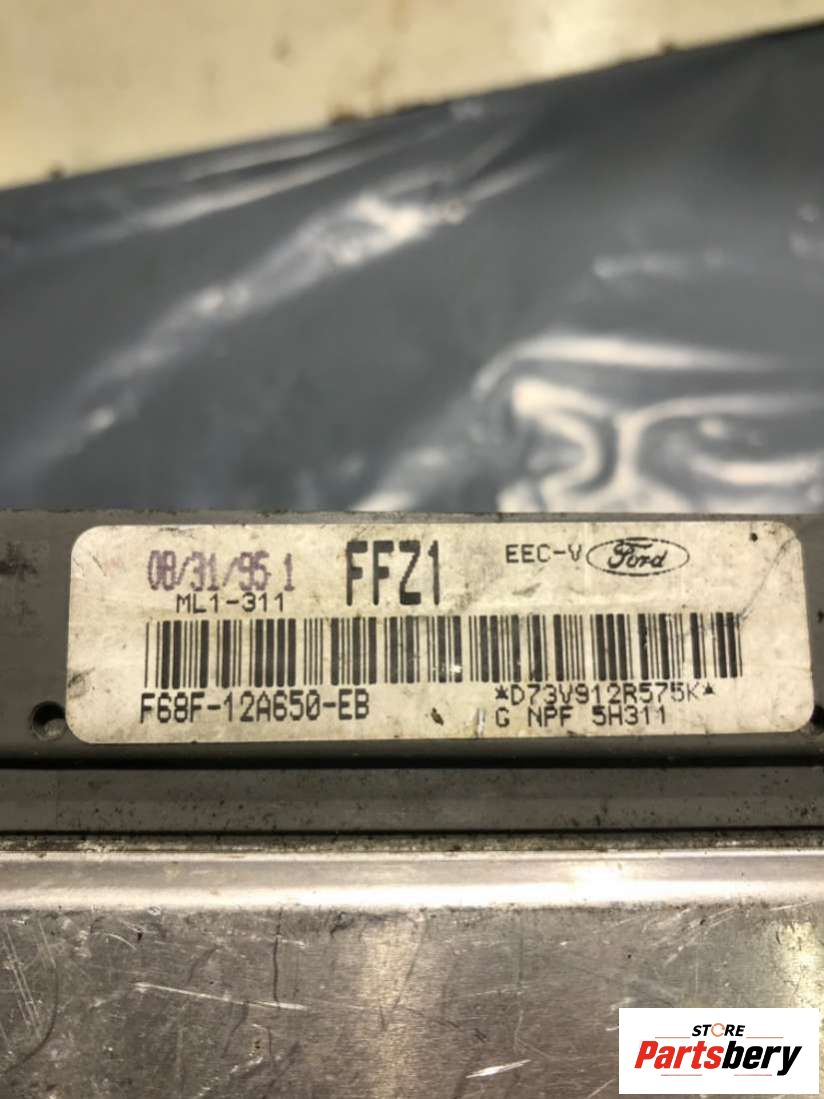 08/31/95 1
ML1-311
FFZ1
EEC-V Ford
F68F-12A650-EB
*D73V912R575K*
G NPF 5H311
STORE
Partsbery